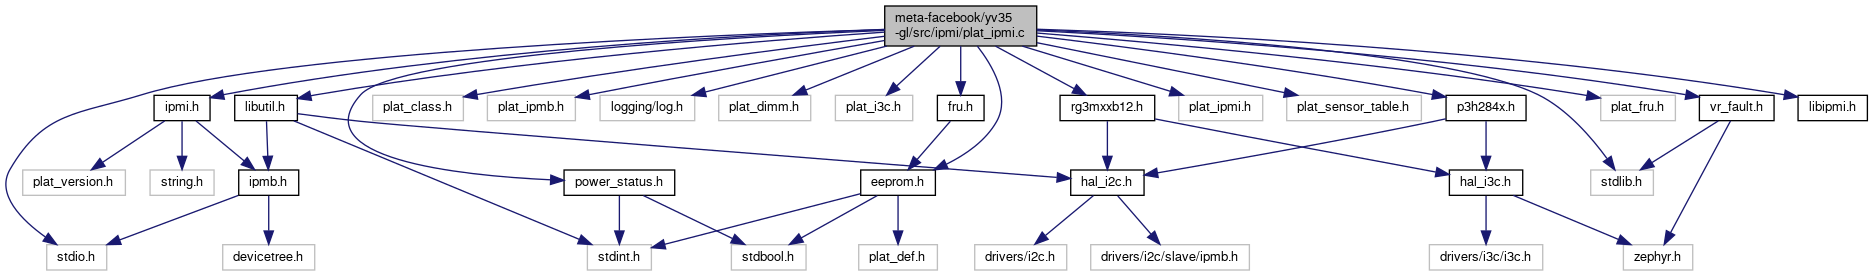 meta-facebook/yv35
-gl/src/ipmi/plat_ipmi.c
ipmi.h
libutil.h
plat_class.h
plat_ipmb.h
logging/log.h
plat_dimm.h
plat_i3c.h
fru.h
rg3mxxb12.h
plat_ipmi.h
plat_sensor_table.h
p3h284x.h
plat_fru.h
vr_fault.h
libipmi.h
plat_version.h
string.h
ipmb.h
power_status.h
eeprom.h
hal_i2c.h
hal_i3c.h
stdlib.h
stdio.h
devicetree.h
stdint.h
stdbool.h
plat_def.h
drivers/i2c.h
drivers/i2c/slave/ipmb.h
drivers/i3c/i3c.h
zephyr.h